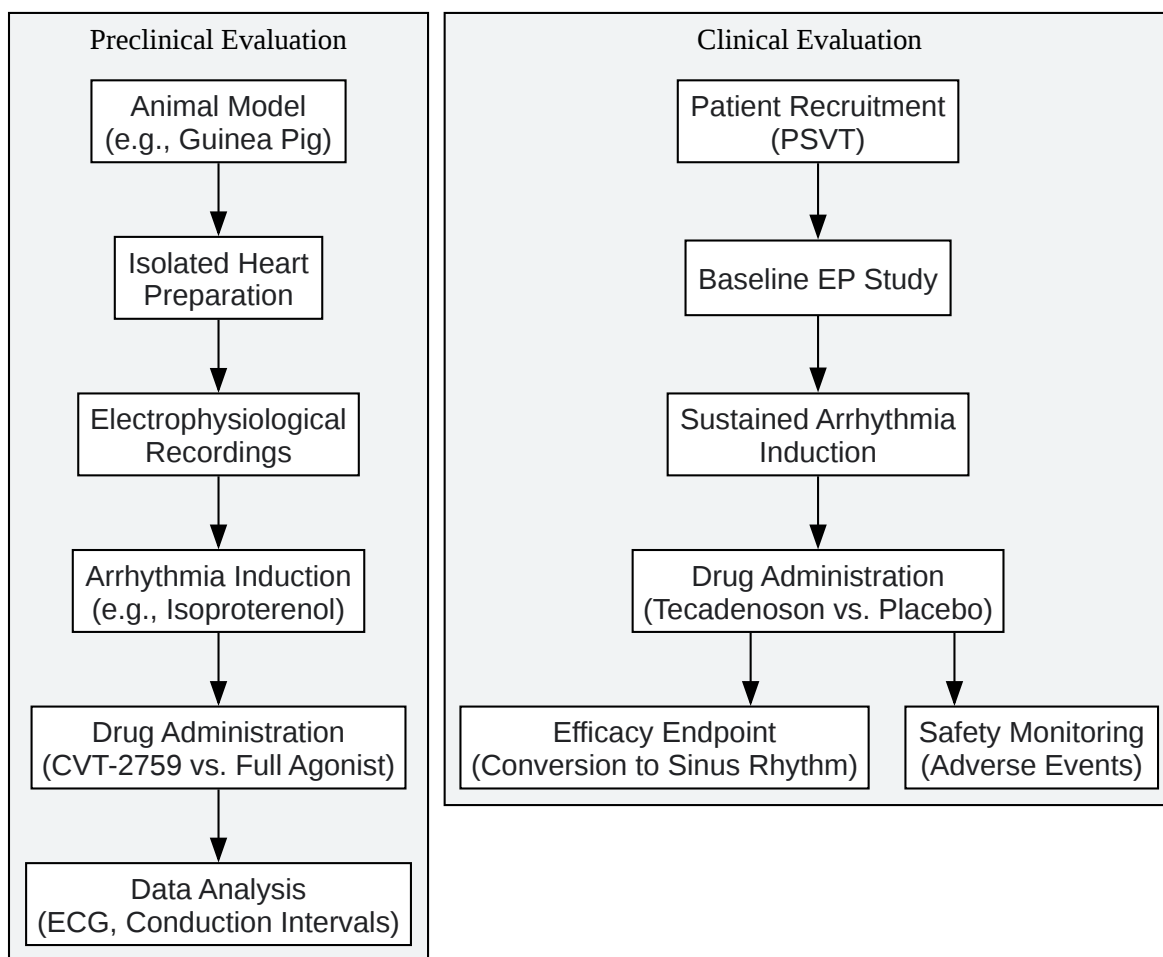 Preclinical Evaluation
Animal Model
(e.g., Guinea Pig)
Isolated Heart
Preparation
Electrophysiological
Recordings
Arrhythmia Induction
(e.g., Isoproterenol)
Drug Administration
(CVT-2759 vs. Full Agonist)
Data Analysis
(ECG, Conduction Intervals)
Clinical Evaluation
Patient Recruitment
(PSVT)
Baseline EP Study
Sustained Arrhythmia
Induction
Drug Administration
(Tecadenoson vs. Placebo)
Efficacy Endpoint
(Conversion to Sinus Rhythm)
Safety Monitoring
(Adverse Events)